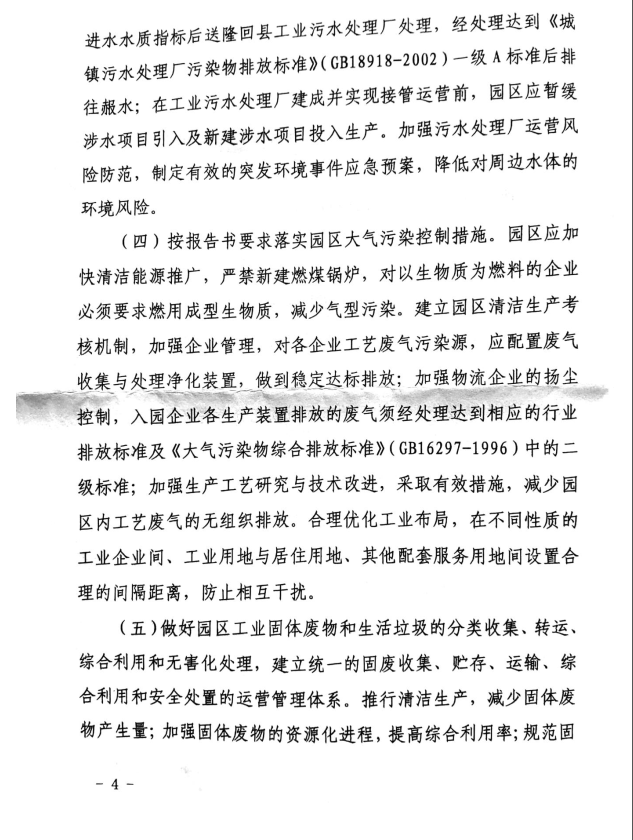 进水水质指标后送隆回县工业污水处理厂处理，经处理达到《城
镇污水处理厂污染物排放标准》（GB18918-2002）一级 A 标准后排
往赧水；在工业污水处理厂建成并实现接管运营前，园区应暂缓
涉水项目引入及新建涉水项目投入生产。加强污水处理厂运营风
险防范，制定有效的突发环境事件应急预案，降低对周边水体的
环境风险。
（四）按报告书要求落实园区大气污染控制措施。园区应加
快清洁能源推广，严禁新建燃煤锅炉，对以生物质为燃料的企业
必须要求燃用成型生物质，减少气型污染。建立园区清洁生产考
核机制，加强企业管理，对各企业工艺废气污染源，应配置废气
收集与处理净化装置，做到稳定达标排放；加强物流企业的扬尘
控制，入园企业各生产装置排放的废气须经处理达到相应的行业
排放标准及《大气污染物综合排放标准》（GB16297-1996）中的二
级标准；加强生产工艺研究与技术改进，采取有效措施，减少园
区内工艺废气的无组织排放。合理优化工业布局，在不同性质的
工业企业间、工业用地与居住用地、其他配套服务用地间设置合
理的间隔距离，防止相互干扰。
（五）做好园区工业固体废物和生活垃圾的分类收集、转运、
综合利用和无害化处理，建立统一的固废收集、贮存、运输、综
合利用和安全处置的运营管理体系。推行清洁生产，减少固体废
物产生量；加强固体废物的资源化进程，提高综合利用率；规范固
- 4 -